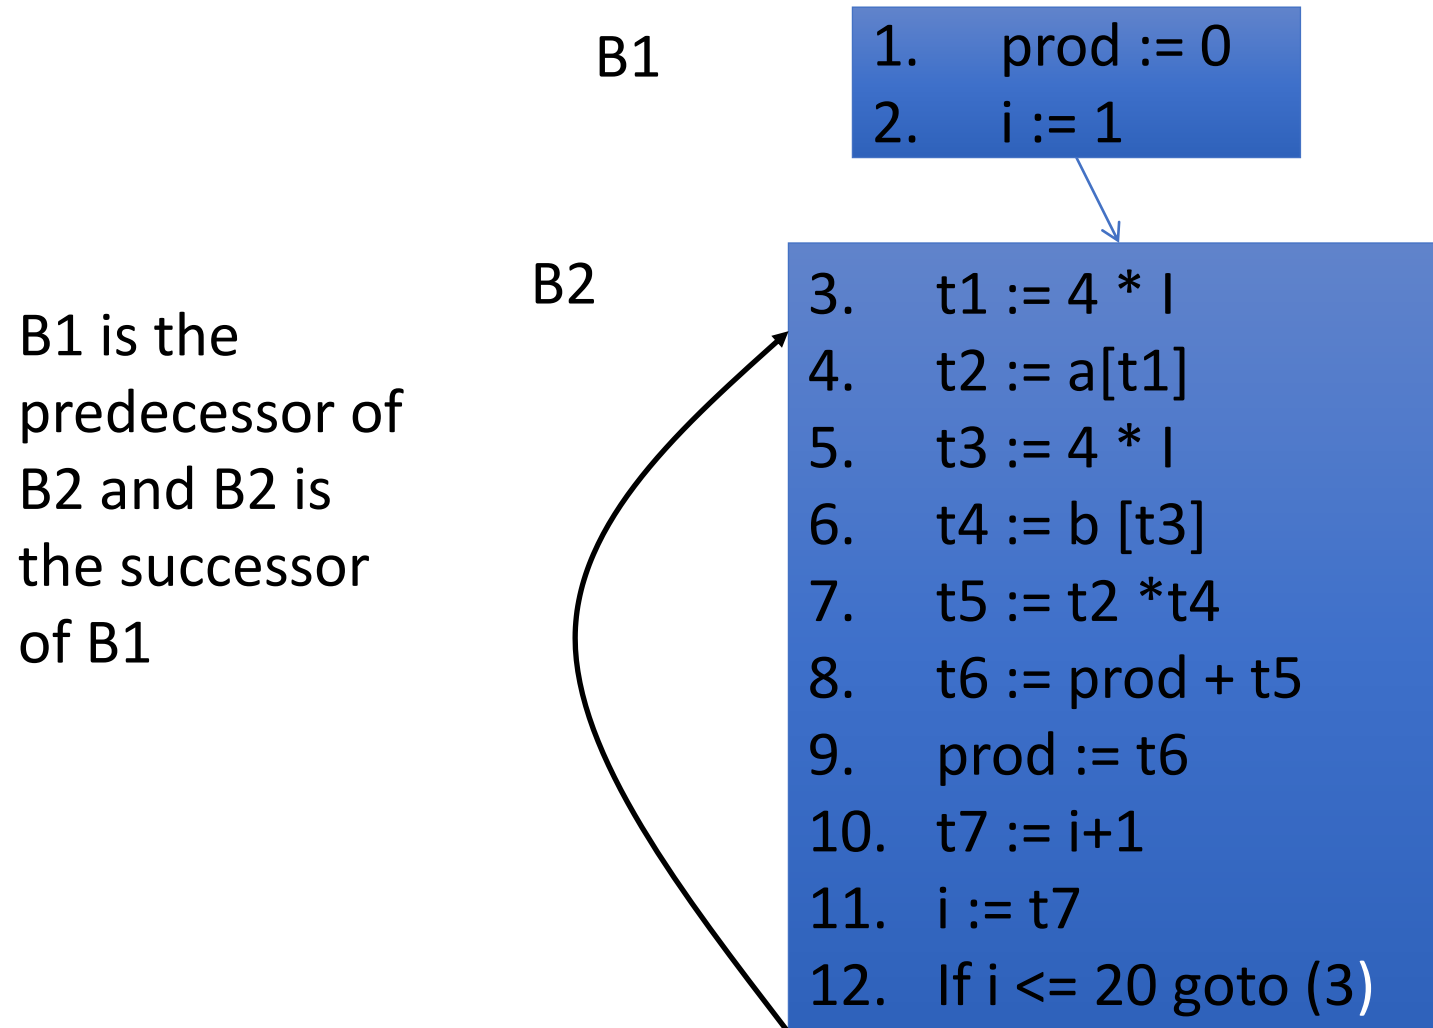 B1
1. prod := 0
2. i := 1
B2
3. t1 := 4 * I
4. t2 := a[t1]
5. t3 := 4 * I
6. t4 := b [t3]
7. t5 := t2 *t4
8. t6 := prod + t5
9. prod := t6
10. t7 := i+1
11. i := t7
12. If i <= 20 goto (3)
B1 is the
predecessor of
B2 and B2 is
the successor
of B1